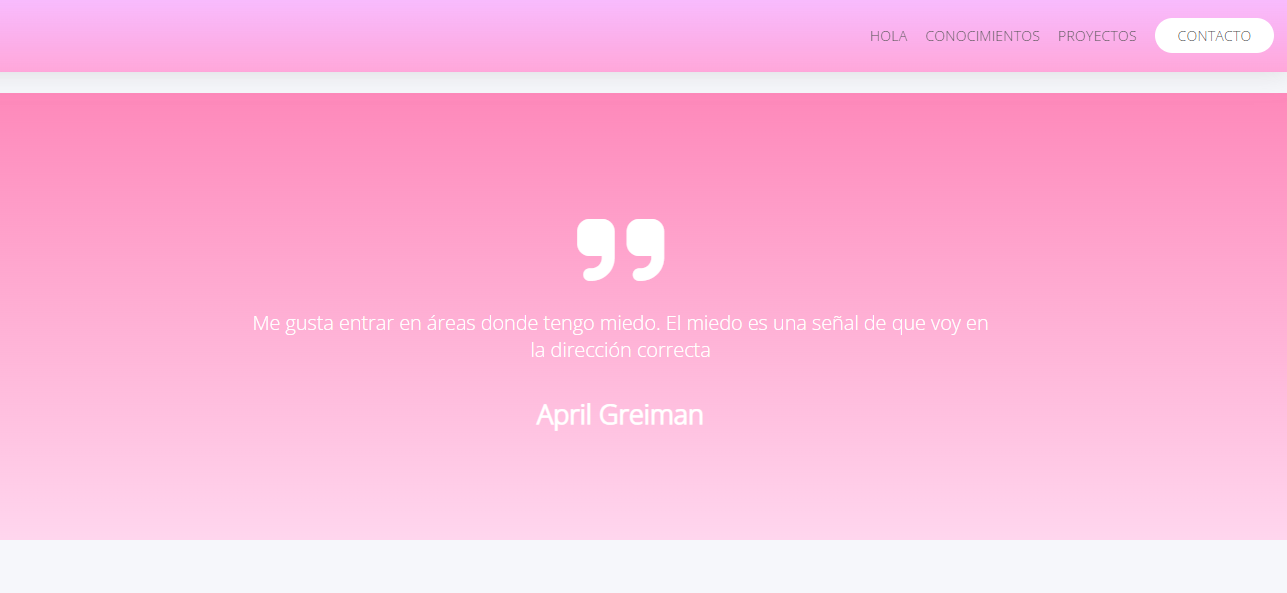 HOLA CONOCIMIENTOS PROYECTOS CONTACTO
Me gusta entrar en áreas donde tengo miedo. El miedo es una señal de que voy en
la dirección correcta
April Greiman